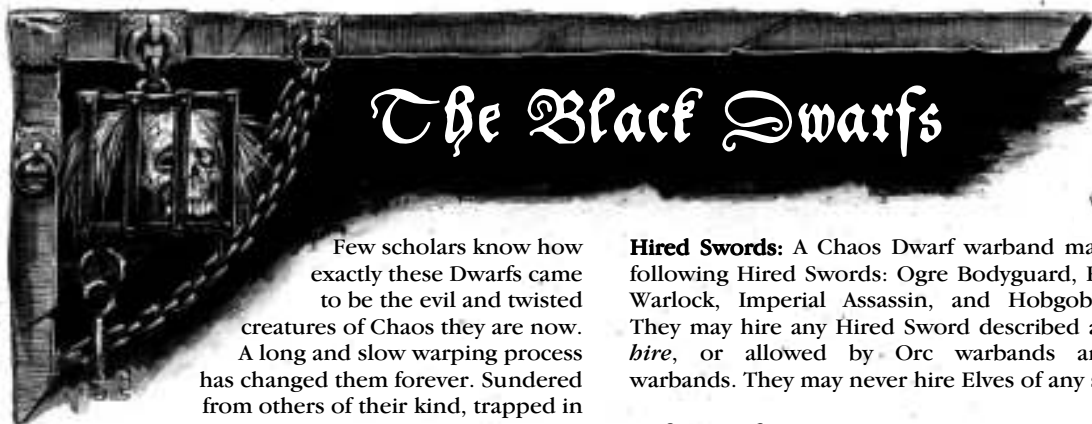 The Black Dwarfs
Few scholars know how
exactly these Dwarfs came
to be the evil and twisted
creatures of Chaos they are now.
A long and slow warping process
has changed them forever. Sundered
from others of their kind, trapped in
Hired Swords: A Chaos Dwarf warband ma
following Hired Swords: Ogre Bodyguard,
Warlock, Imperial Assassin, and Hobgob
They may hire any Hired Sword described
hire, or allowed by Orc warbands a
warbands. They may never hire Elves of any